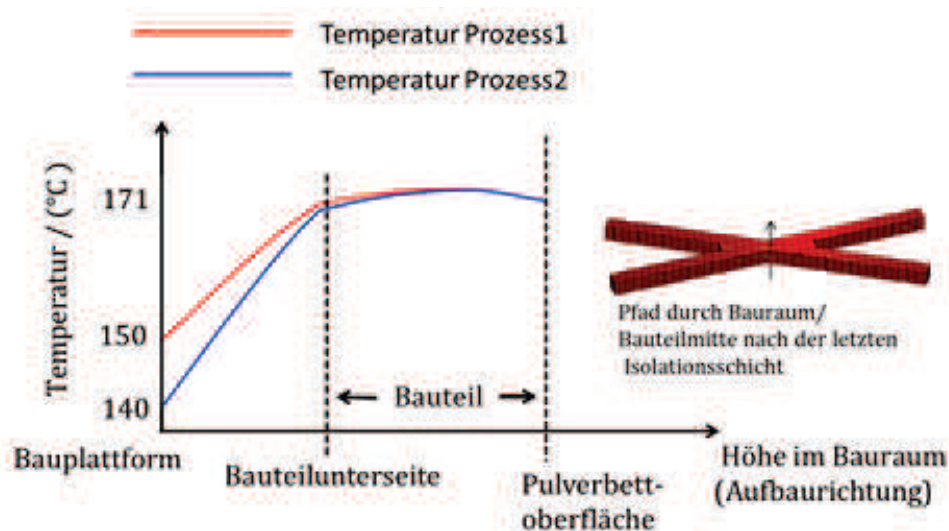 Temperatur Prozess1
Temperatur Prozess2
Temperatur / (°C)
171
150
140
Bauteil
Pfad durch Bauraum/
Bauteilmitte nach der letzten
Isolationsschicht
Bauplattform
Bauteilunterseite
Pulverbett-
oberfläche
Höhe im Bauraum
(Aufbaurichtung)